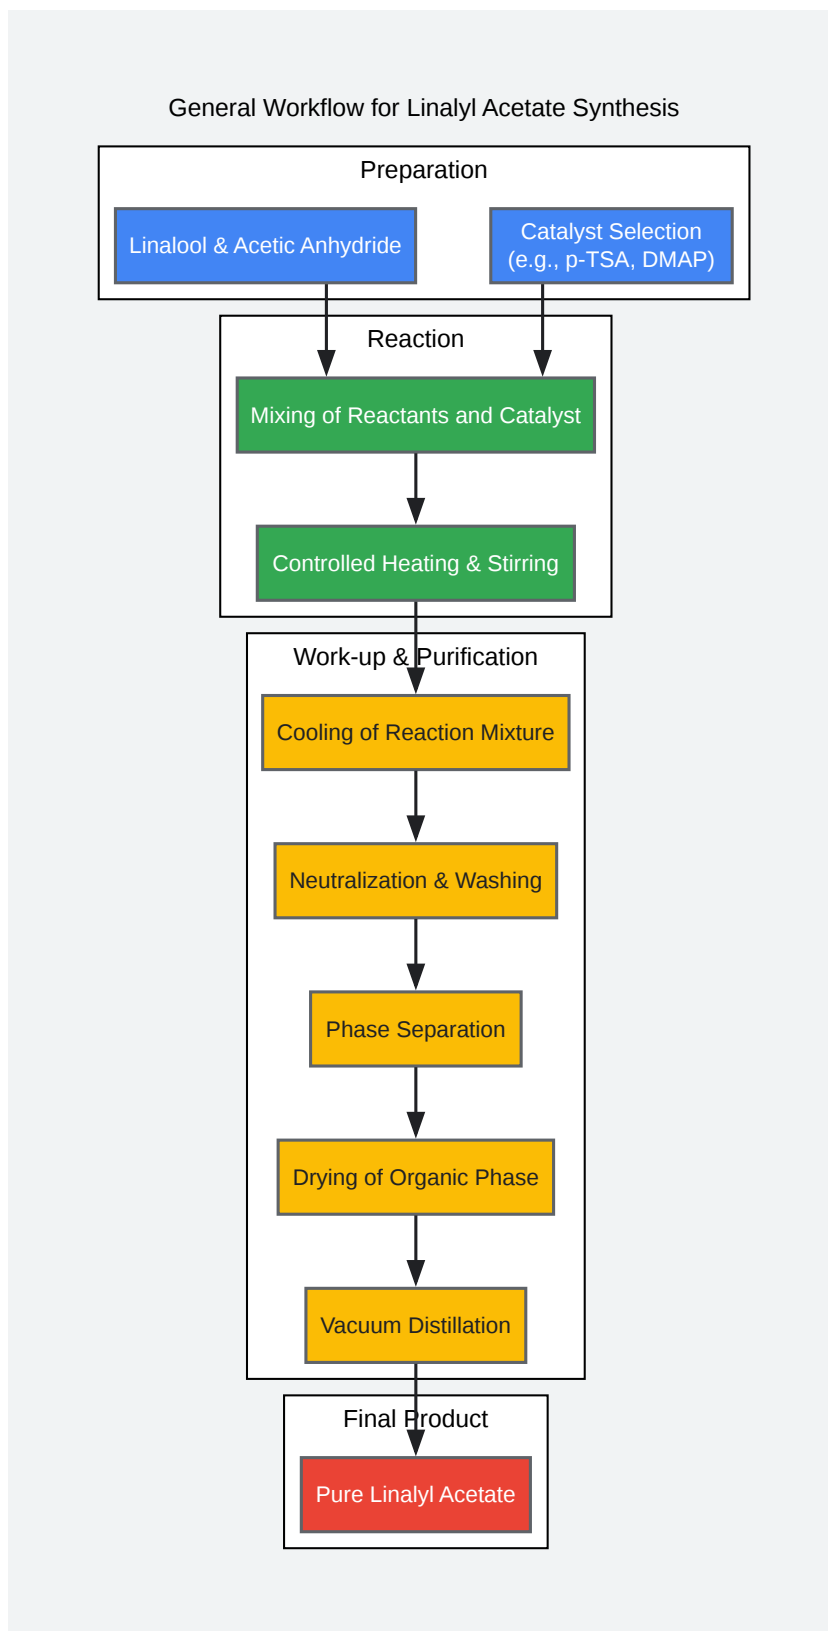 General Workflow for Linalyl Acetate Synthesis
Preparation
Linalool & Acetic Anhydride
Catalyst Selection
(e.g., p-TSA, DMAP)
Reaction
Mixing of Reactants and Catalyst
Controlled Heating & Stirring
Work-up & Purification
Cooling of Reaction Mixture
Neutralization & Washing
Phase Separation
Drying of Organic Phase
Vacuum Distillation
Final Product
Pure Linalyl Acetate